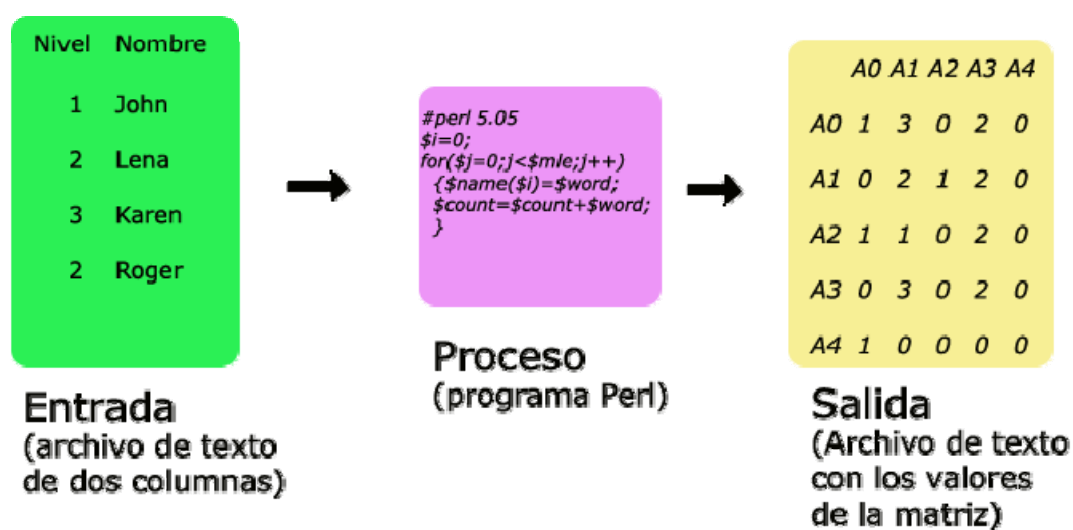 Nivel Nombre
1 John
2 Lena
3 Karen
2 Roger
Entrada
(archivo de texto
de dos columnas)
#perl 5.05
$i=0;
for($j=0;j<$mle;j++)
{$name($i)=$word;
$count=$count+$word;
}
Proceso
(programa Perl)
A0 A1 A2 A3 A4
A0 1 3 0 2 0
A1 0 2 1 2 0
A2 1 1 0 2 0
A3 0 3 0 2 0
A4 1 0 0 0 0
Salida
(Archivo de texto
con los valores
de la matriz)